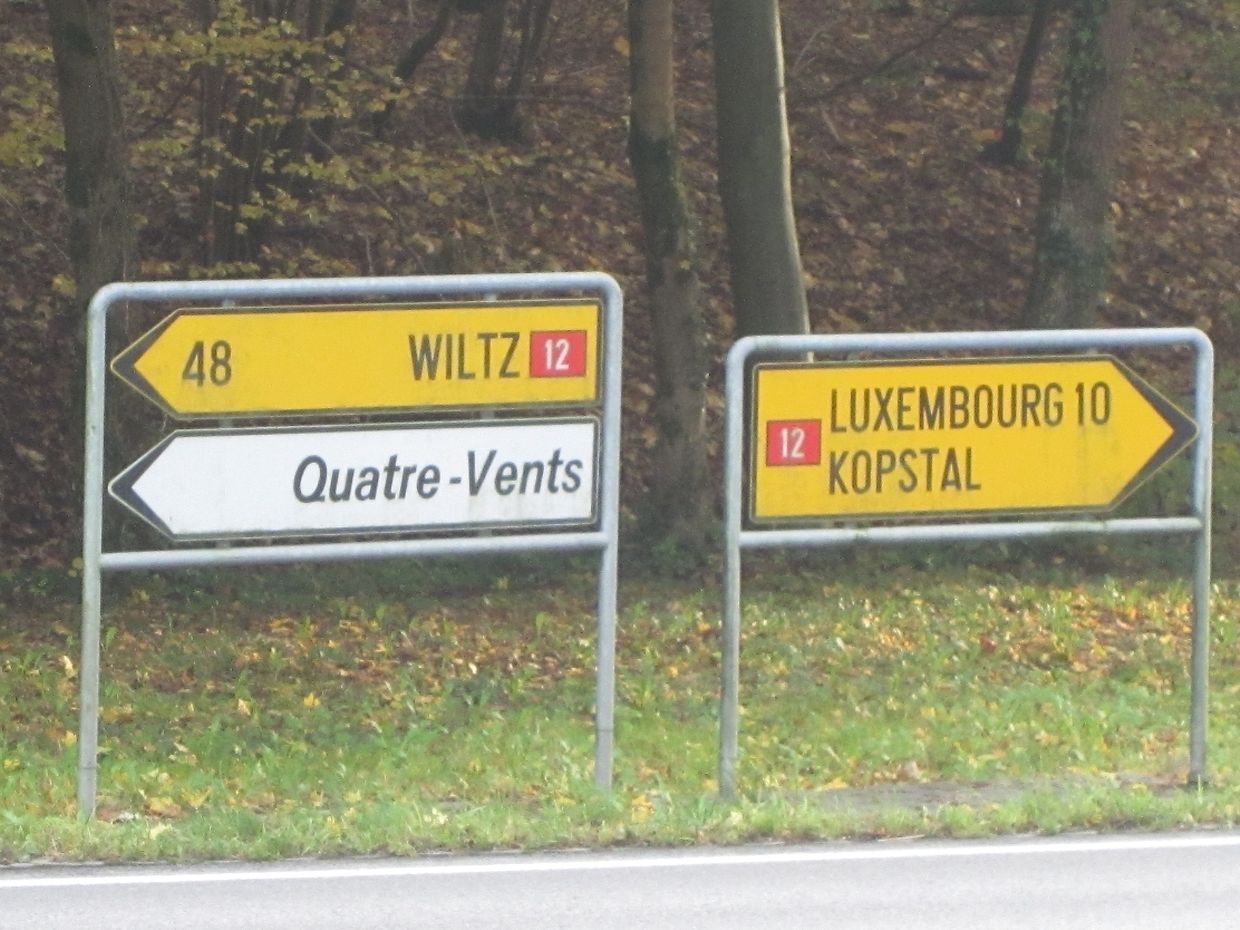 48 WILTZ 12
Quatre-Vents
12
LUXEMBOURG 10
KOPSTAL